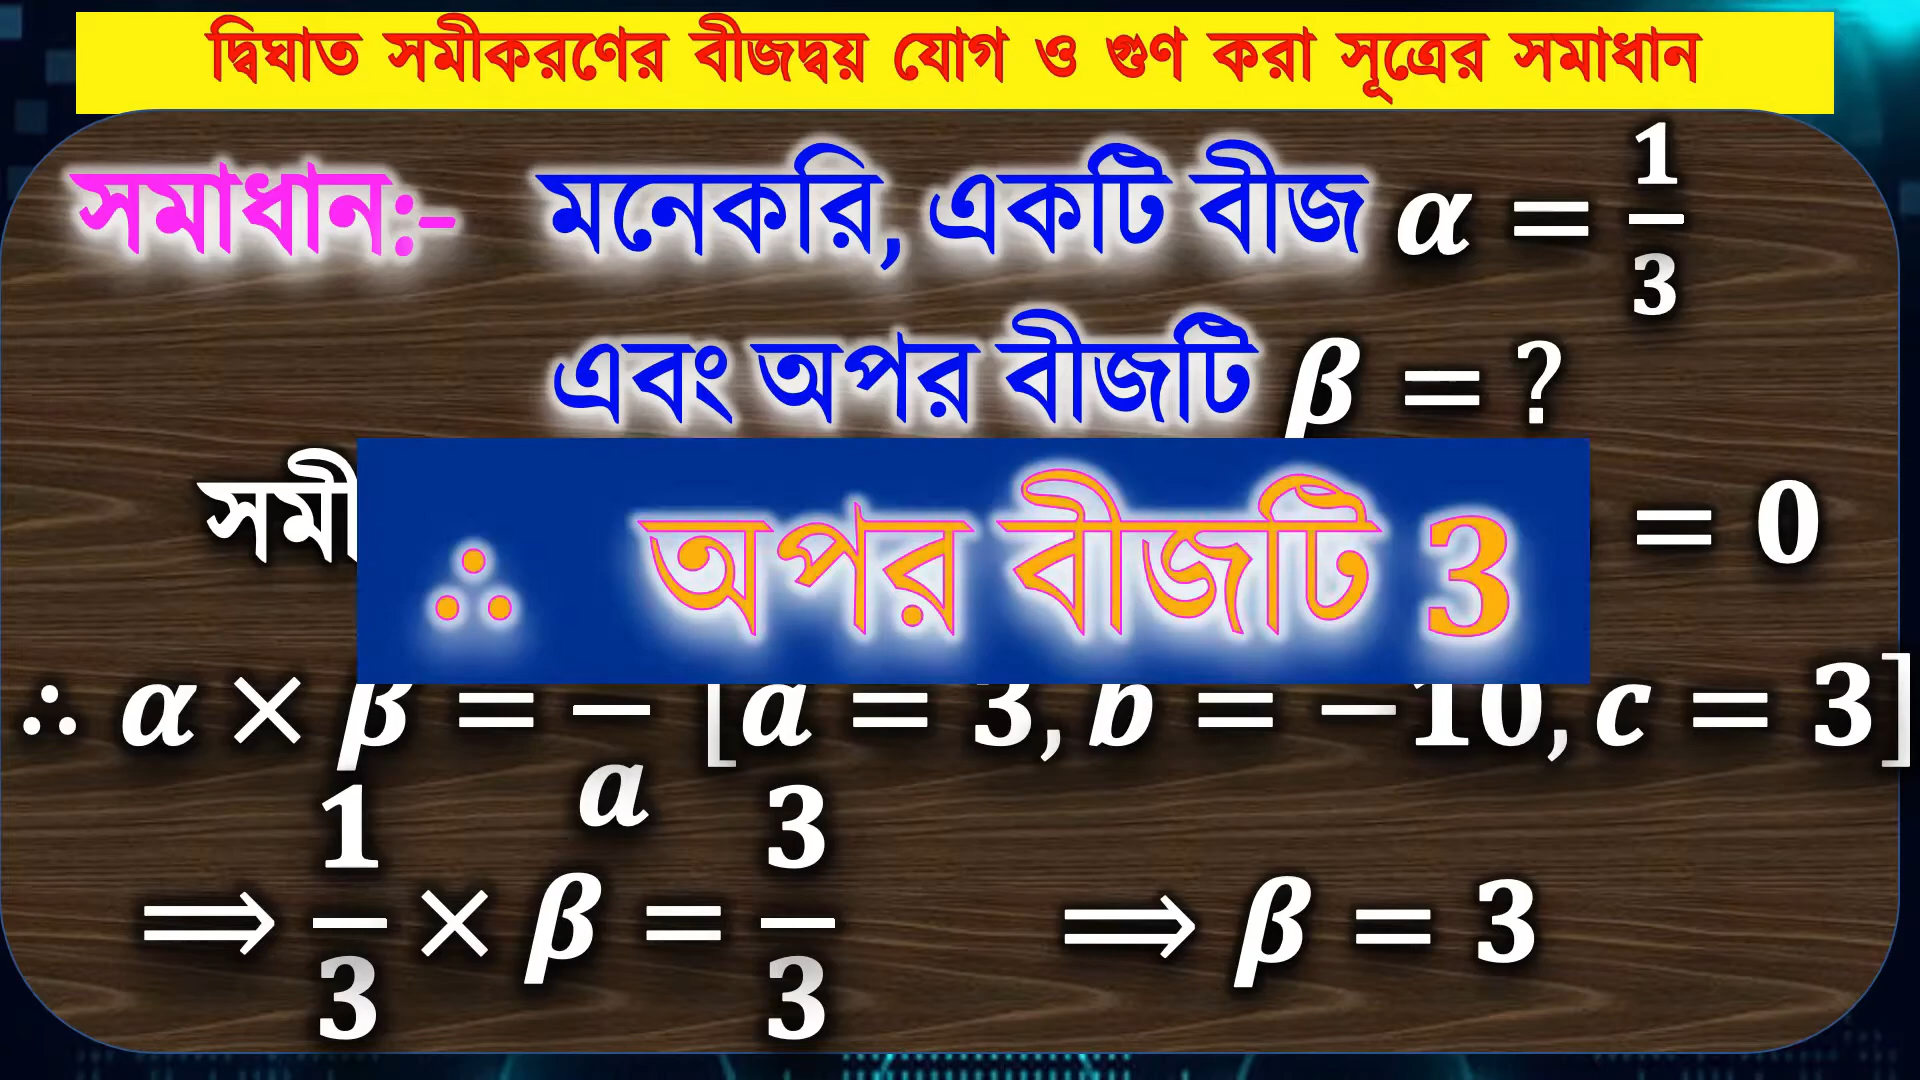 দ্বিঘাত সমীকরণের বীজদ্বয় যোগ ও গুণ করা সূত্রের সমাধান
সমাধান:- মনেকরি, একটি বীজ α = 1/3
এবং অপর বীজটি β = ?
সমী = 0
∴ অপর বীজটি 3
∴ α × β = —/a [a = 3, b = −10, c = 3]
⟹ 1/3 × β = 3/3 ⟹ β = 3